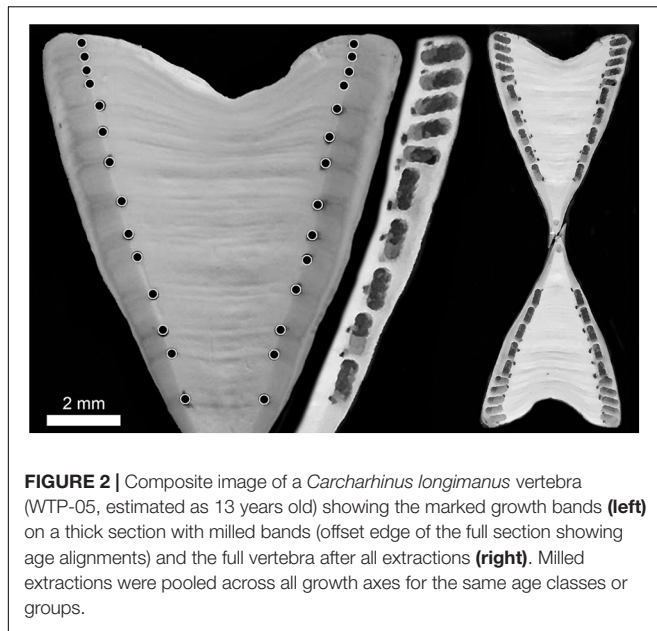 2 mm
FIGURE 2 | Composite image of a Carcharhinus longimanus vertebra
(WTP-05, estimated as 13 years old) showing the marked growth bands (left)
on a thick section with milled bands (offset edge of the full section showing
age alignments) and the full vertebra after all extractions (right). Milled
extractions were pooled across all growth axes for the same age classes or
groups.